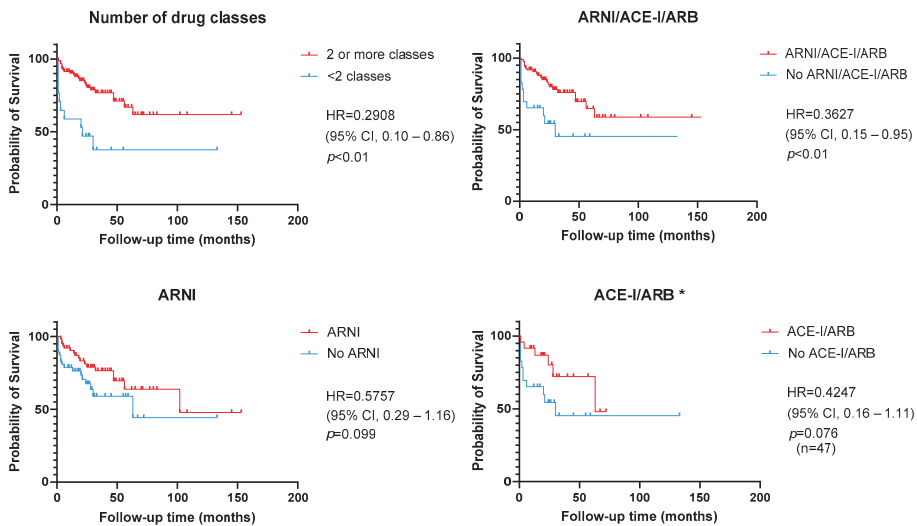 Number of drug classes
100
50
0
0 50 100 150 200
Probability of Survival
Follow-up time (months)
2 or more classes
<2 classes
HR=0.2908
(95% CI, 0.10 – 0.86)
p<0.01
ARNI/ACE-I/ARB
100
50
0
0 50 100 150 200
Probability of Survival
Follow-up time (months)
ARNI/ACE-I/ARB
No ARNI/ACE-I/ARB
HR=0.3627
(95% CI, 0.15 – 0.95)
p<0.01
ARNI
100
50
0
0 50 100 150 200
Probability of Survival
Follow-up time (months)
ARNI
No ARNI
HR=0.5757
(95% CI, 0.29 – 1.16)
p=0.099
ACE-I/ARB *
100
50
0
0 50 100 150 200
Probability of Survival
Follow-up time (months)
ACE-I/ARB
No ACE-I/ARB
HR=0.4247
(95% CI, 0.16 – 1.11)
p=0.076
(n=47)